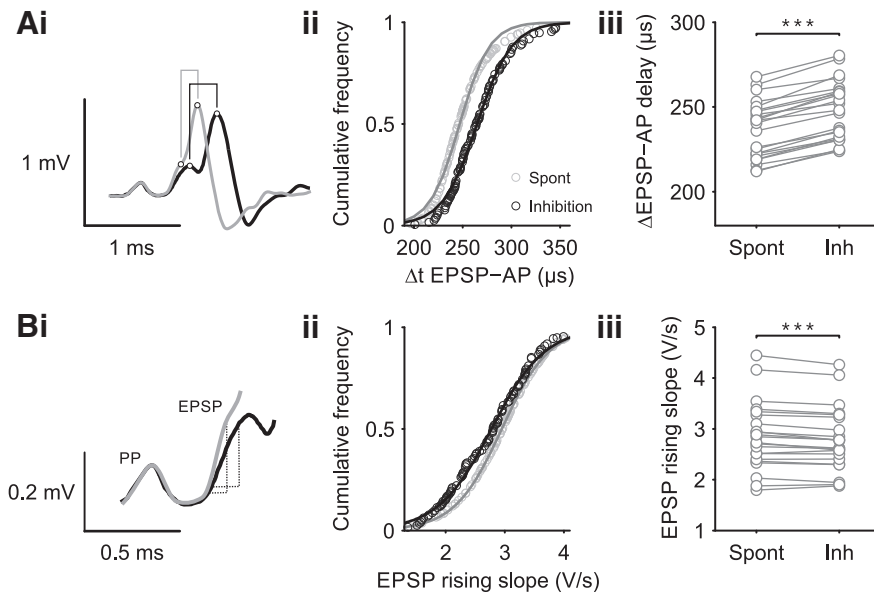 Ai
1 mV
1 ms
ii
Cumulative frequency
1
0.5
0
Spont
Inhibition
200 250 300 350
Δt EPSP−AP (µs)
iii
ΔEPSP−AP delay (µs)
300
250
200
***
Spont Inh
Bi
PP
EPSP
0.2 mV
0.5 ms
ii
Cumulative frequency
1
0.5
0
2 3 4
EPSP rising slope (V/s)
iii
EPSP rising slope (V/s)
5
4
3
2
1
***
Spont Inh